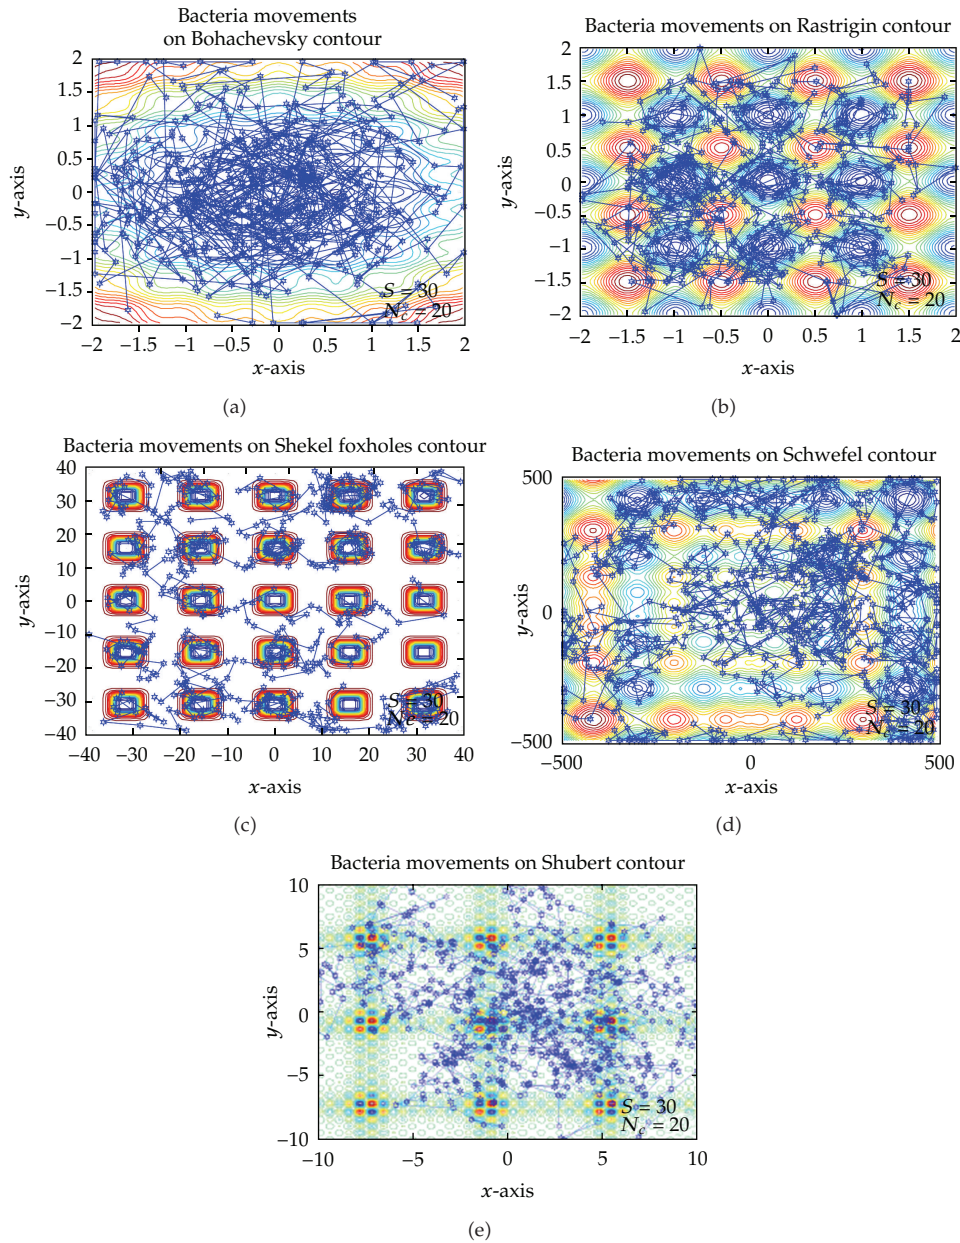 Bacteria movements
on Bohachevsky contour
2
1.5
1
0.5
0
−0.5
−1
−1.5
−2
y-axis
S = 30
N_c = 20
−2 −1.5 −1 −0.5 0 0.5 1 1.5 2
x-axis
(a)
Bacteria movements on Rastrigin contour
2
1.5
1
0.5
0
−0.5
−1
−1.5
−2
y-axis
S = 30
N_c = 20
−2 −1.5 −1 −0.5 0 0.5 1 1.5 2
x-axis
(b)
Bacteria movements on Shekel foxholes contour
40
30
20
10
0
−10
−20
−30
−40
y-axis
S = 30
Nc = 20
−40 −30 −20 −10 0 10 20 30 40
x-axis
(c)
Bacteria movements on Schwefel contour
500
0
−500
y-axis
S = 30
N_c = 20
−500 0 500
x-axis
(d)
Bacteria movements on Shubert contour
10
5
0
−5
−10
y-axis
S = 30
N_c = 20
−10 −5 0 5 10
x-axis
(e)